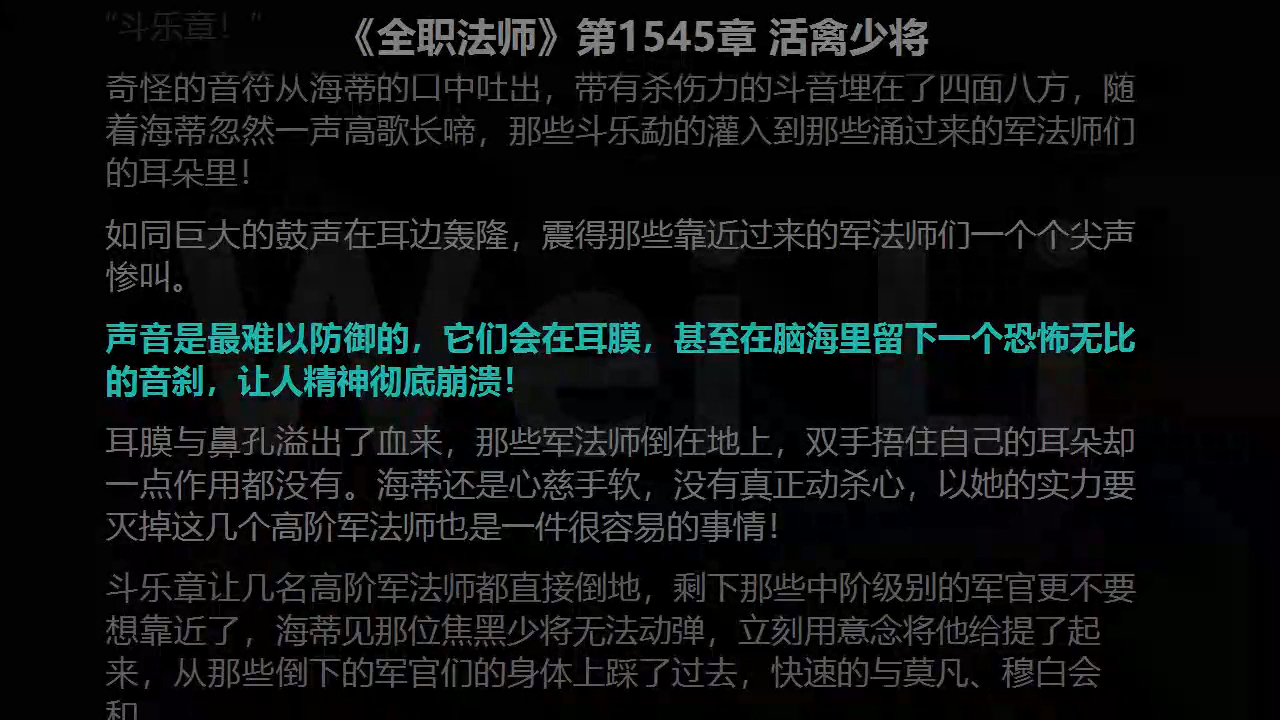 “斗乐章！”
《全职法师》第1545章 活禽少将
奇怪的音符从海蒂的口中吐出，带有杀伤力的斗音埋在了四面八方，随
着海蒂忽然一声高歌长啼，那些斗乐勐的灌入到那些涌过来的军法师们
的耳朵里！
如同巨大的鼓声在耳边轰隆，震得那些靠近过来的军法师们一个个尖声
惨叫。
声音是最难以防御的，它们会在耳膜，甚至在脑海里留下一个恐怖无比
的音刹，让人精神彻底崩溃！
耳膜与鼻孔溢出了血来，那些军法师倒在地上，双手捂住自己的耳朵却
一点作用都没有。海蒂还是心慈手软，没有真正动杀心，以她的实力要
灭掉这几个高阶军法师也是一件很容易的事情！
斗乐章让几名高阶军法师都直接倒地，剩下那些中阶级别的军官更不要
想靠近了，海蒂见那位焦黑少将无法动弹，立刻用意念将他给提了起
来，从那些倒下的军官们的身体上踩了过去，快速的与莫凡、穆白会
和
Wei Li